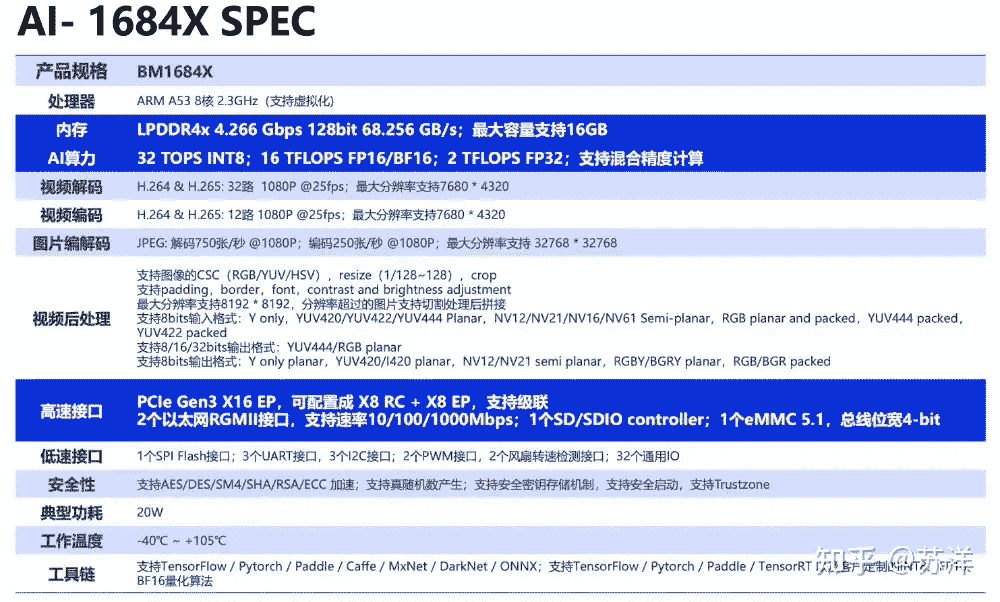 AI- 1684X SPEC
产品规格 BM1684X
处理器 ARM A53 8核 2.3GHz (支持虚拟化)
内存 LPDDR4x 4.266 Gbps 128bit 68.256 GB/s；最大容量支持16GB
AI算力 32 TOPS INT8；16 TFLOPS FP16/BF16；2 TFLOPS FP32；支持混合精度计算
视频解码 H.264 & H.265: 32路 1080P @25fps；最大分辨率支持7680 * 4320
视频编码 H.264 & H.265: 12路 1080P @25fps；最大分辨率支持7680 * 4320
图片编解码 JPEG: 解码750张/秒 @1080P；编码250张/秒 @1080P；最大分辨率支持 32768 * 32768
视频后处理
支持图像的CSC（RGB/YUV/HSV）, resize（1/128~128）, crop
支持padding，border，font，contrast and brightness adjustment
最大分辨率支持8192 * 8192，分辨率超过的图片支持切割处理后拼接
支持8bits输入格式：Y only，YUV420/YUV422/YUV444 Planar，NV12/NV21/NV16/NV61 Semi-planar，RGB planar and packed，YUV444 packed，
YUV422 packed
支持8/16/32bits输出格式：YUV444/RGB planar
支持8bits输出格式：Y only planar，YUV420/I420 planar，NV12/NV21 semi planar，RGBY/BGRY planar，RGB/BGR packed
高速接口
PCIe Gen3 X16 EP，可配置成 X8 RC + X8 EP，支持级联
2个以太网RGMII接口，支持速率10/100/1000Mbps；1个SD/SDIO controller；1个eMMC 5.1，总线位宽4-bit
低速接口 1个SPI Flash接口；3个UART接口，3个I2C接口；2个PWM接口，2个风扇转速检测接口；32个通用IO
安全性 支持AES/DES/SM4/SHA/RSA/ECC 加速；支持真随机数产生；支持安全密钥存储机制，支持安全启动，支持Trustzone
典型功耗 20W
工作温度 -40℃ ~ +105℃
工具链
支持TensorFlow / Pytorch / Paddle / Caffe / MxNet / DarkNet / ONNX；支持TensorFlow / Pytorch / Paddle / TensorRT
BF16量化算法
知乎 @苏洋